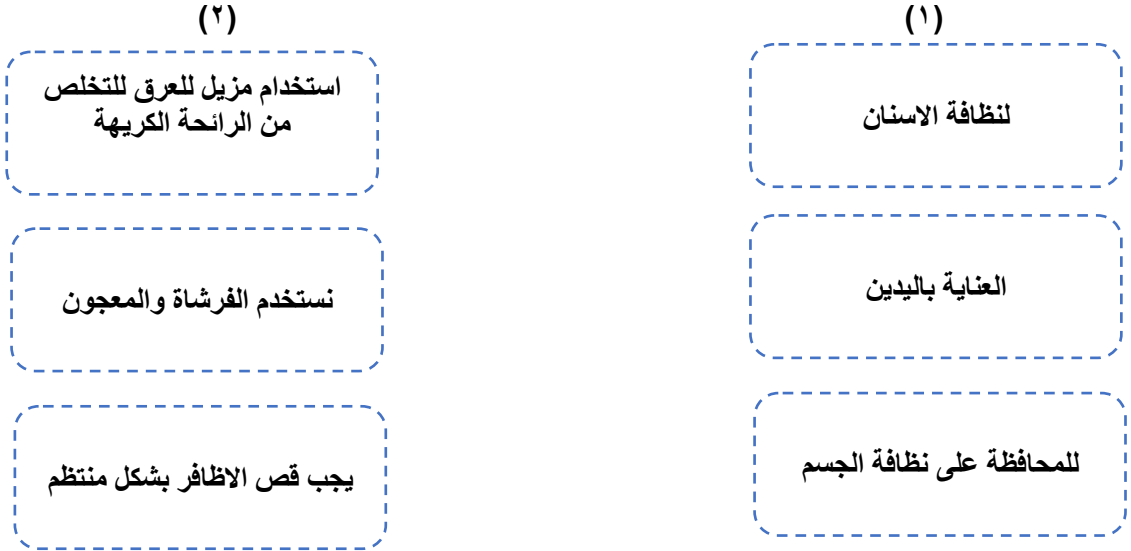 (١)
لنظافة الاسنان
العناية باليدين
للمحافظة على نظافة الجسم
(٢)
استخدام مزيل للعرق للتخلص
من الرائحة الكريهة
نستخدم الفرشاة والمعجون
يجب قص الاظافر بشكل منتظم